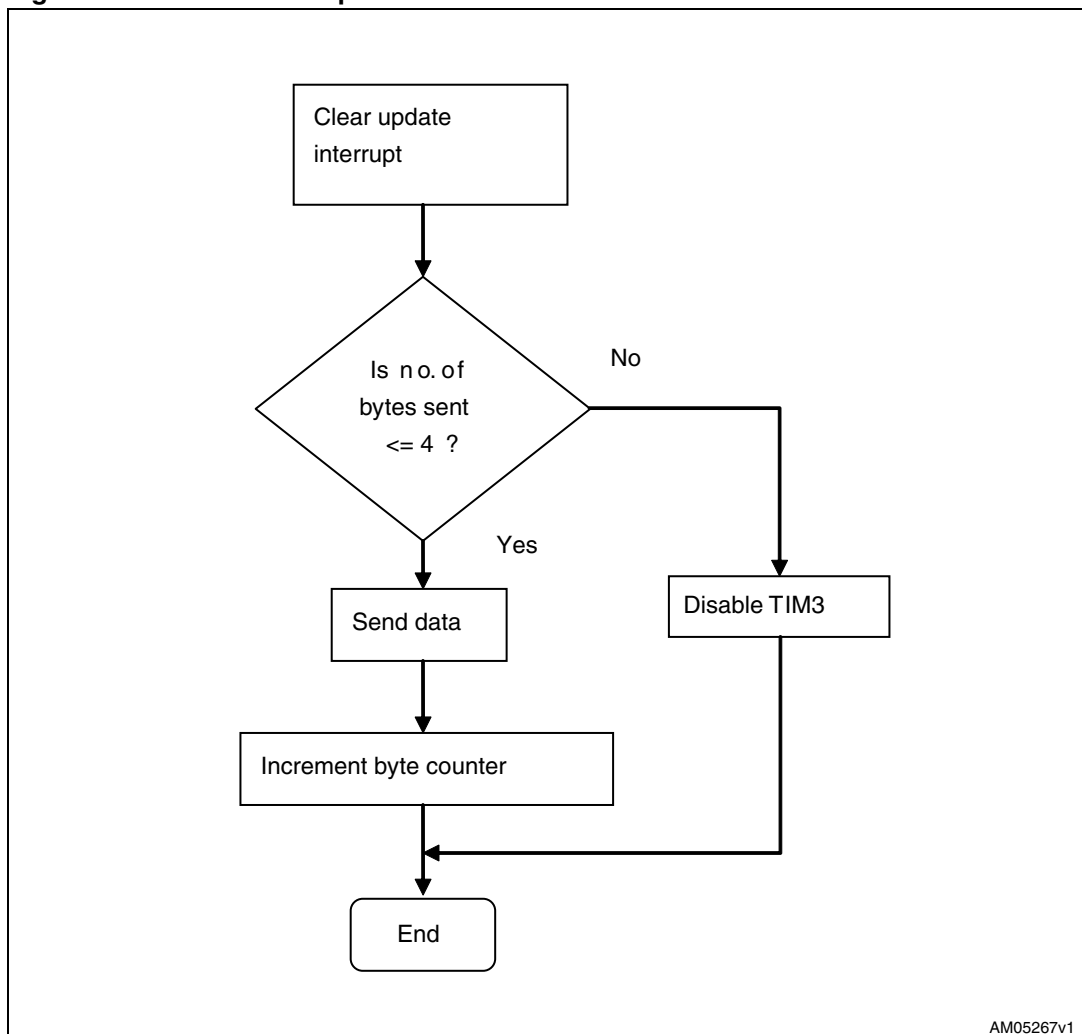 Clear update
interrupt
Is no. of
bytes sent
<= 4 ?
No
Yes
Send data
Disable TIM3
Increment byte counter
End
AM05267v1